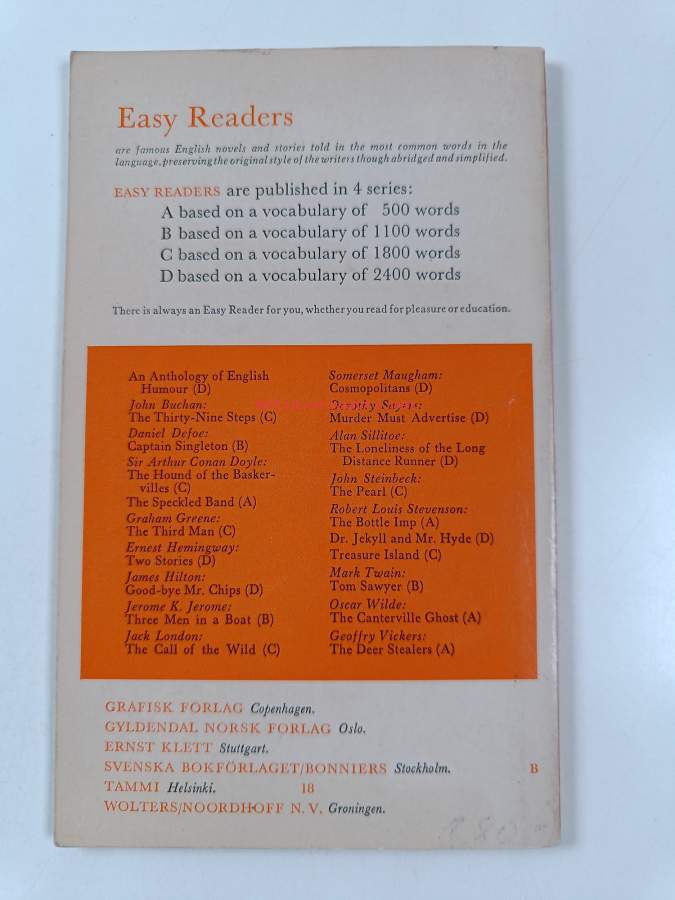 Easy Readers
are famous English novels and stories told in the most common words in the
language, preserving the original style of the writers though abridged and simplified.
EASY READERS are published in 4 series:
A based on a vocabulary of 500 words
B based on a vocabulary of 1100 words
C based on a vocabulary of 1800 words
D based on a vocabulary of 2400 words
There is always an Easy Reader for you, whether you read for pleasure or education.
An Anthology of English
Humour (D)
John Buchan:
The Thirty-Nine Steps (C)
Daniel Defoe:
Captain Singleton (B)
Sir Arthur Conan Doyle:
The Hound of the Basker-
villes (C)
The Speckled Band (A)
Graham Greene:
The Third Man (C)
Ernest Hemingway:
Two Stories (D)
James Hilton:
Good-bye Mr. Chips (D)
Jerome K. Jerome:
Three Men in a Boat (B)
Jack London:
The Call of the Wild (C)
Somerset Maugham:
Cosmopolitans (D)
Dorothy Sayers:
Murder Must Advertise (D)
Alan Sillitoe:
The Loneliness of the Long
Distance Runner (D)
John Steinbeck:
The Pearl (C)
Robert Louis Stevenson:
The Bottle Imp (A)
Dr. Jekyll and Mr. Hyde (D)
Treasure Island (C)
Mark Twain:
Tom Sawyer (B)
Oscar Wilde:
The Canterville Ghost (A)
Geoffry Vickers:
The Deer Stealers (A)
GRAFISK FORLAG Copenhagen.
GYLDENDAL NORSK FORLAG Oslo.
ERNST KLETT Stuttgart.
SVENSKA BOKFÖRLAGET/BONNIERS Stockholm. B
TAMMI Helsinki. 18
WOLTERS/NOORDHOFF N.V. Groningen.